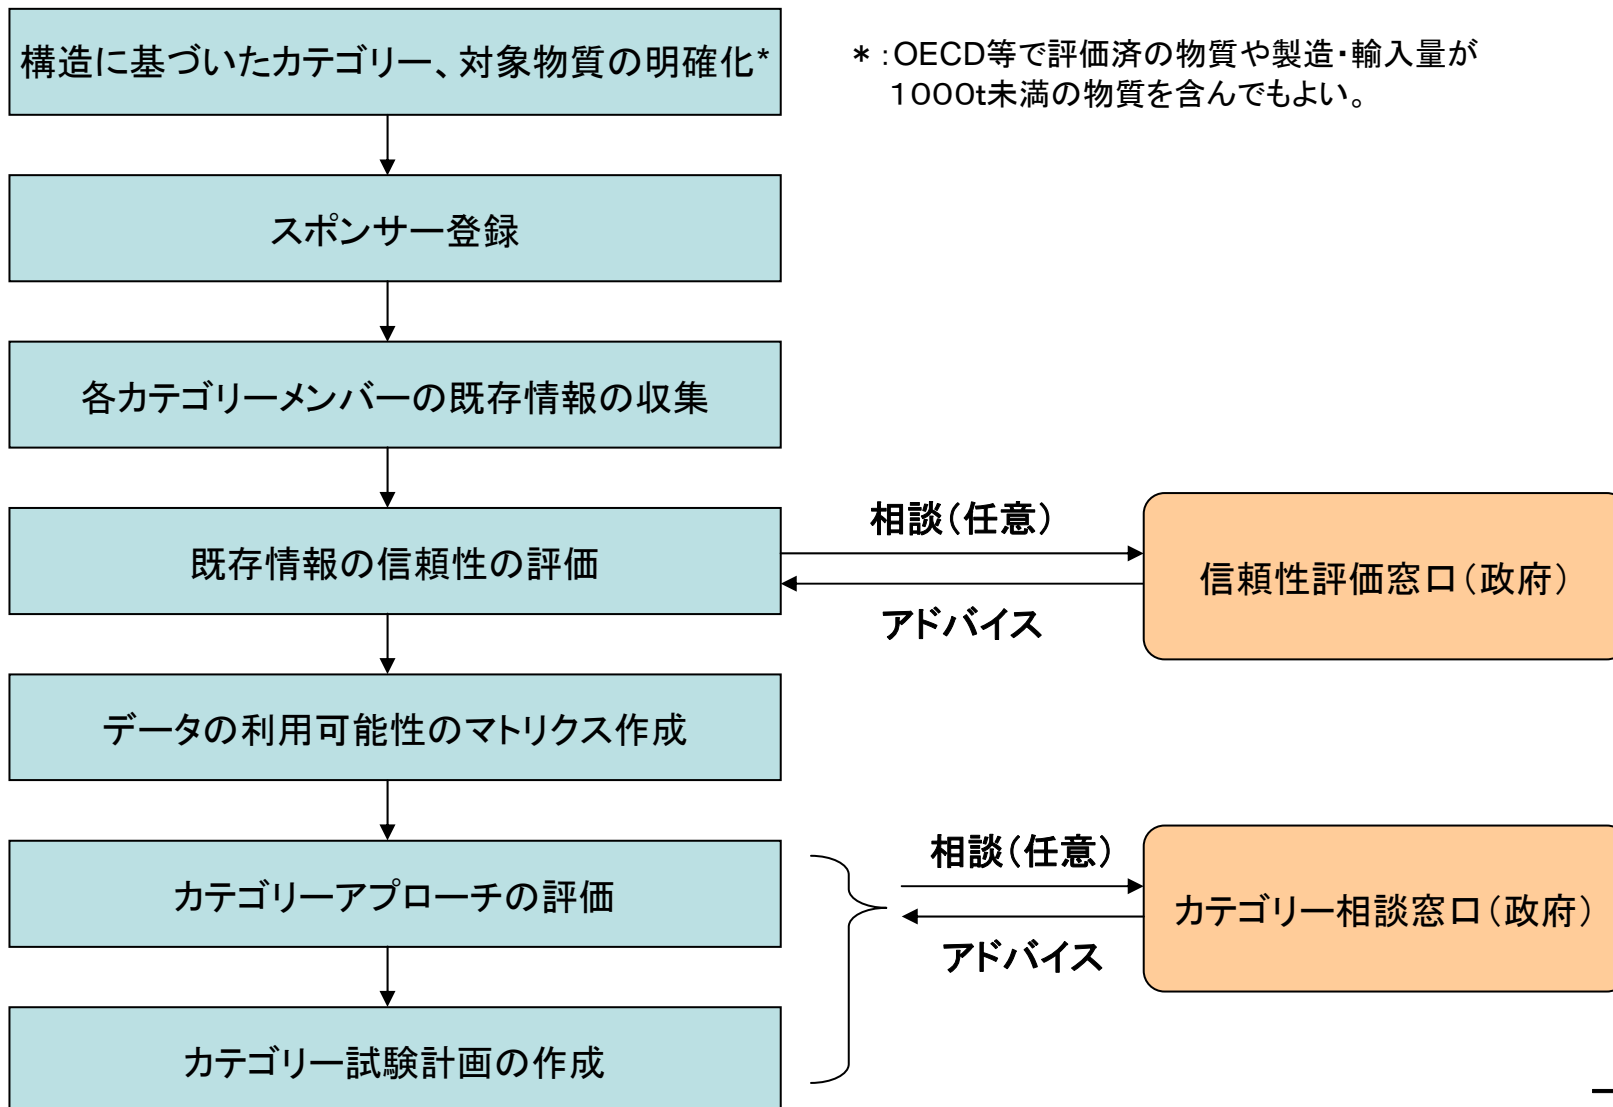 構造に基づいたカテゴリー、対象物質の明確化*
*:OECD等で評価済の物質や製造・輸入量が
1000t未満の物質を含んでもよい。
スポンサー登録
各カテゴリーメンバーの既存情報の収集
既存情報の信頼性の評価
相談(任意)
アドバイス
信頼性評価窓口(政府)
データの利用可能性のマトリクス作成
カテゴリーアプローチの評価
相談(任意)
アドバイス
カテゴリー相談窓口(政府)
カテゴリー試験計画の作成